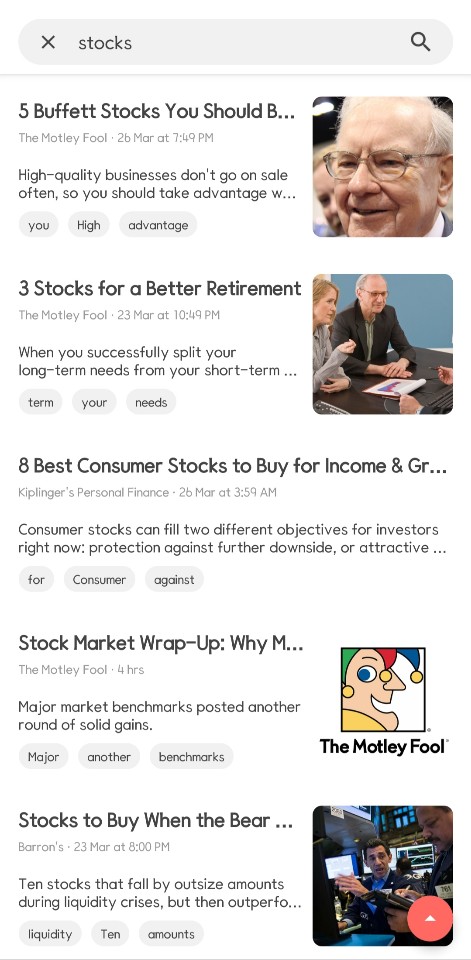 stocks
5 Buffett Stocks You Should B...
The Motley Fool · 26 Mar at 7:49 PM
High-quality businesses don't go on sale
often, so you should take advantage w...
you High advantage
3 Stocks for a Better Retirement
The Motley Fool · 23 Mar at 10:49 PM
When you successfully split your
long-term needs from your short-term ...
term your needs
8 Best Consumer Stocks to Buy for Income & Gr...
Kiplinger's Personal Finance · 26 Mar at 3:59 AM
Consumer stocks can fill two different objectives for investors
right now: protection against further downside, or attractive ...
for Consumer against
Stock Market Wrap-Up: Why M...
The Motley Fool · 4 hrs
Major market benchmarks posted another
round of solid gains.
Major another benchmarks
The Motley Fool®
Stocks to Buy When the Bear ...
Barron's · 23 Mar at 8:00 PM
Ten stocks that fall by outsize amounts
during liquidity crises, but then outperfo...
liquidity Ten amounts